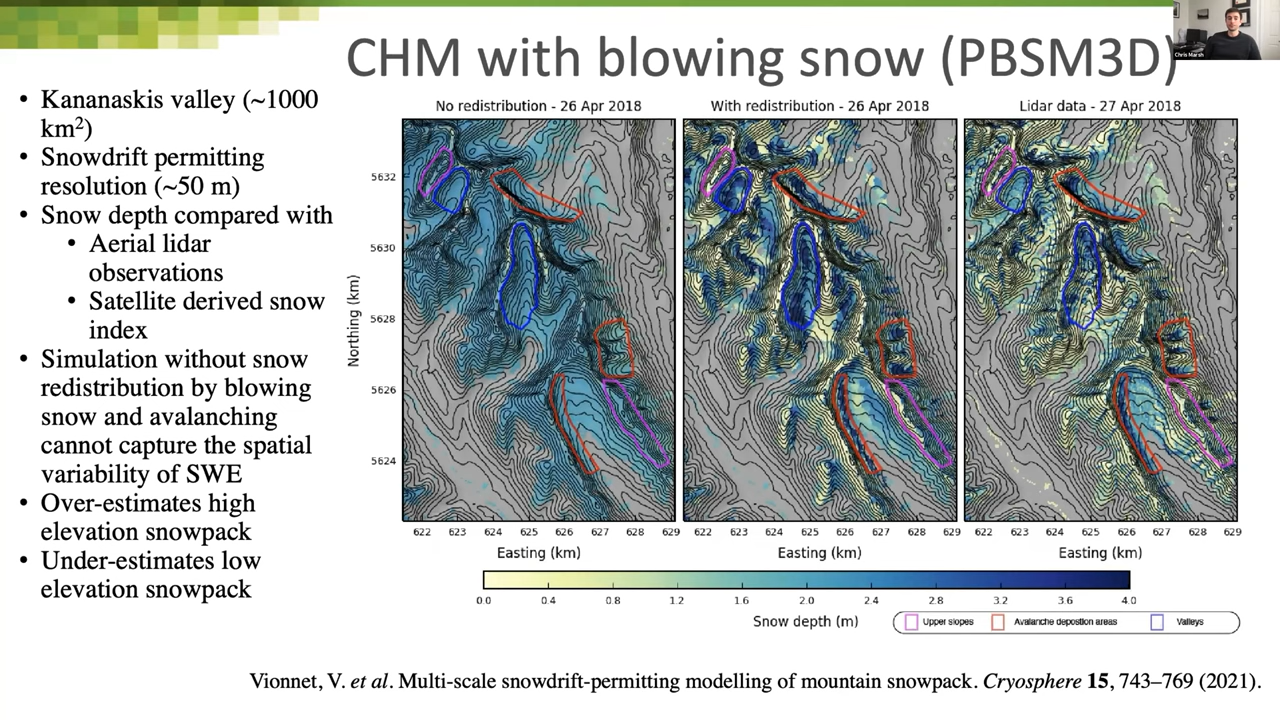 CHM with blowing snow (PBSM3D)
Chris Marsh
• Kananaskis valley (~1000
km²)
• Snowdrift permitting
resolution (~50 m)
• Snow depth compared with
• Aerial lidar
observations
• Satellite derived snow
index
• Simulation without snow
redistribution by blowing
snow and avalanching
cannot capture the spatial
variability of SWE
• Over-estimates high
elevation snowpack
• Under-estimates low
elevation snowpack
No redistribution - 26 Apr 2018
With redistribution - 26 Apr 2018
Lidar data - 27 Apr 2018
Northing (km)
5632
5630
5628
5626
5624
622 623 624 625 626 627 628 629
622 623 624 625 626 627 628 629
622 623 624 625 626 627 628 629
Easting (km)
Easting (km)
Easting (km)
0.0 0.4 0.8 1.2 1.6 2.0 2.4 2.8 3.2 3.6 4.0
Snow depth (m)
Upper slopes
Avalanche deposition areas
Valleys
Vionnet, V. et al. Multi-scale snowdrift-permitting modelling of mountain snowpack. Cryosphere 15, 743–769 (2021).